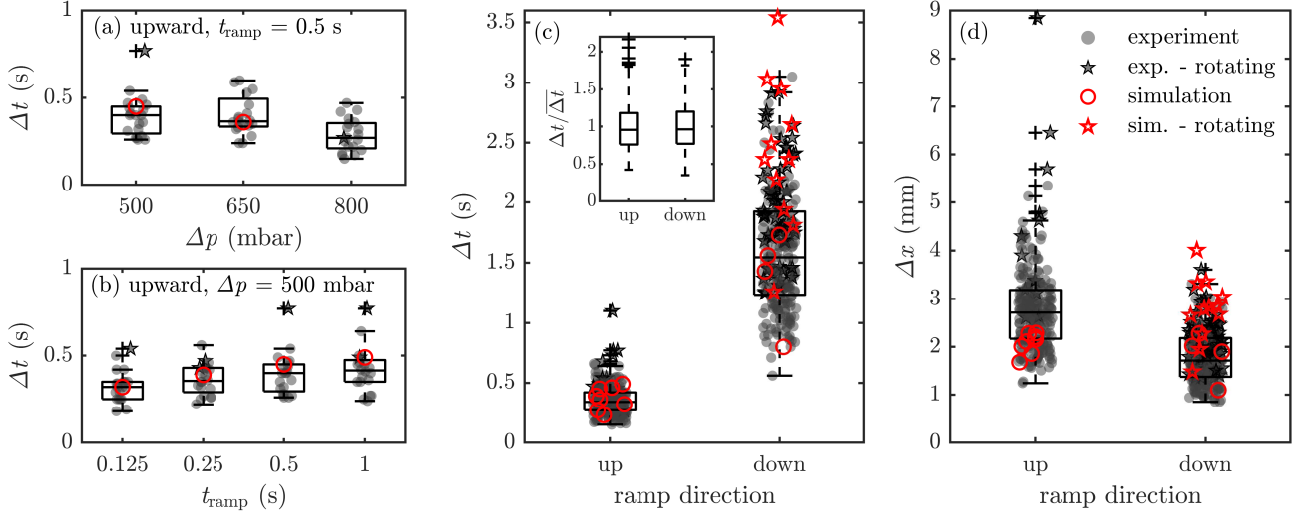 (a) upward, t_ramp = 0.5 s
1
0.5
0
Δt (s)
500 650 800
Δp (mbar)
(b) upward, Δp = 500 mbar
1
0.5
0
Δt (s)
0.125 0.25 0.5 1
t_ramp (s)
(c)
3.5
3
2.5
2
1.5
1
0.5
0
Δt (s)
up down
ramp direction
2
1.5
1
0.5
0
Δt/Δ̅t̅
up down
(d)
experiment
exp. - rotating
simulation
sim. - rotating
9
8
7
6
5
4
3
2
1
0
Δx (mm)
up down
ramp direction